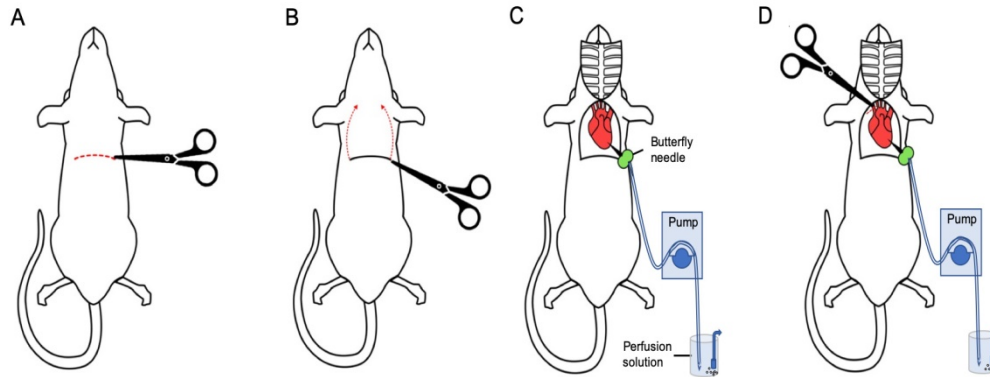 A
B
C
D
Butterfly
needle
Pump
Pump
Perfusion
solution